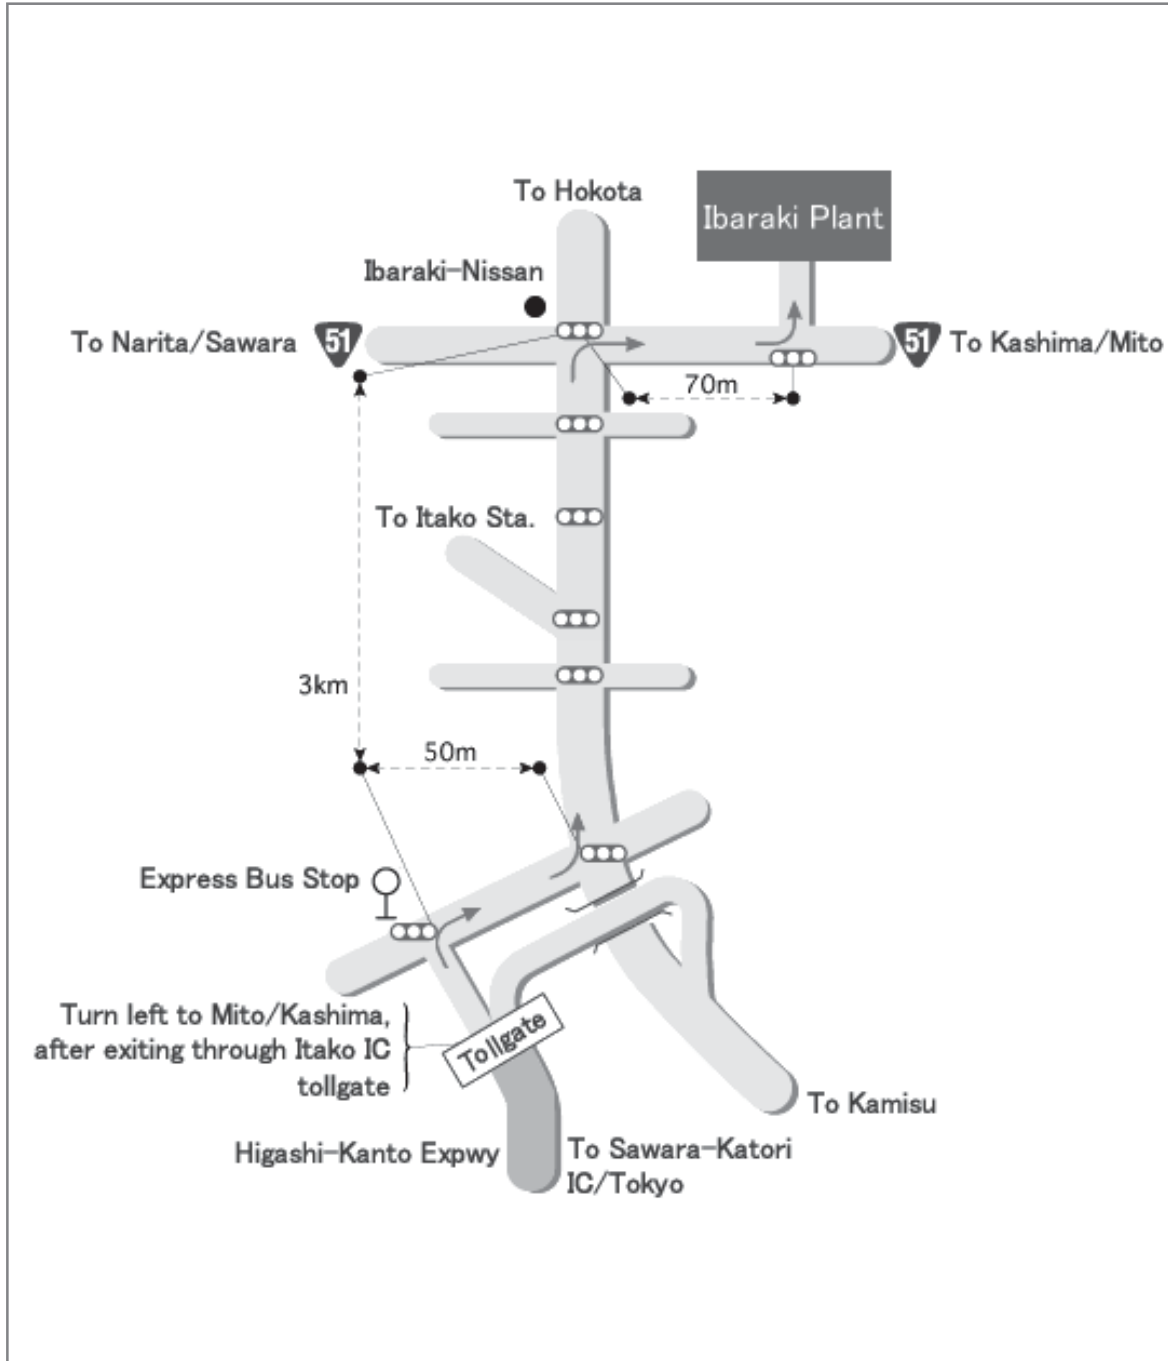 To Hokota
Ibaraki Plant
Ibaraki-Nissan
To Narita/Sawara
51
51
To Kashima/Mito
70m
To Itako Sta.
3km
50m
Express Bus Stop
Turn left to Mito/Kashima,
after exiting through Itako IC
tollgate
Tollgate
To Kamisu
Higashi-Kanto Expwy
To Sawara-Katori
IC/Tokyo